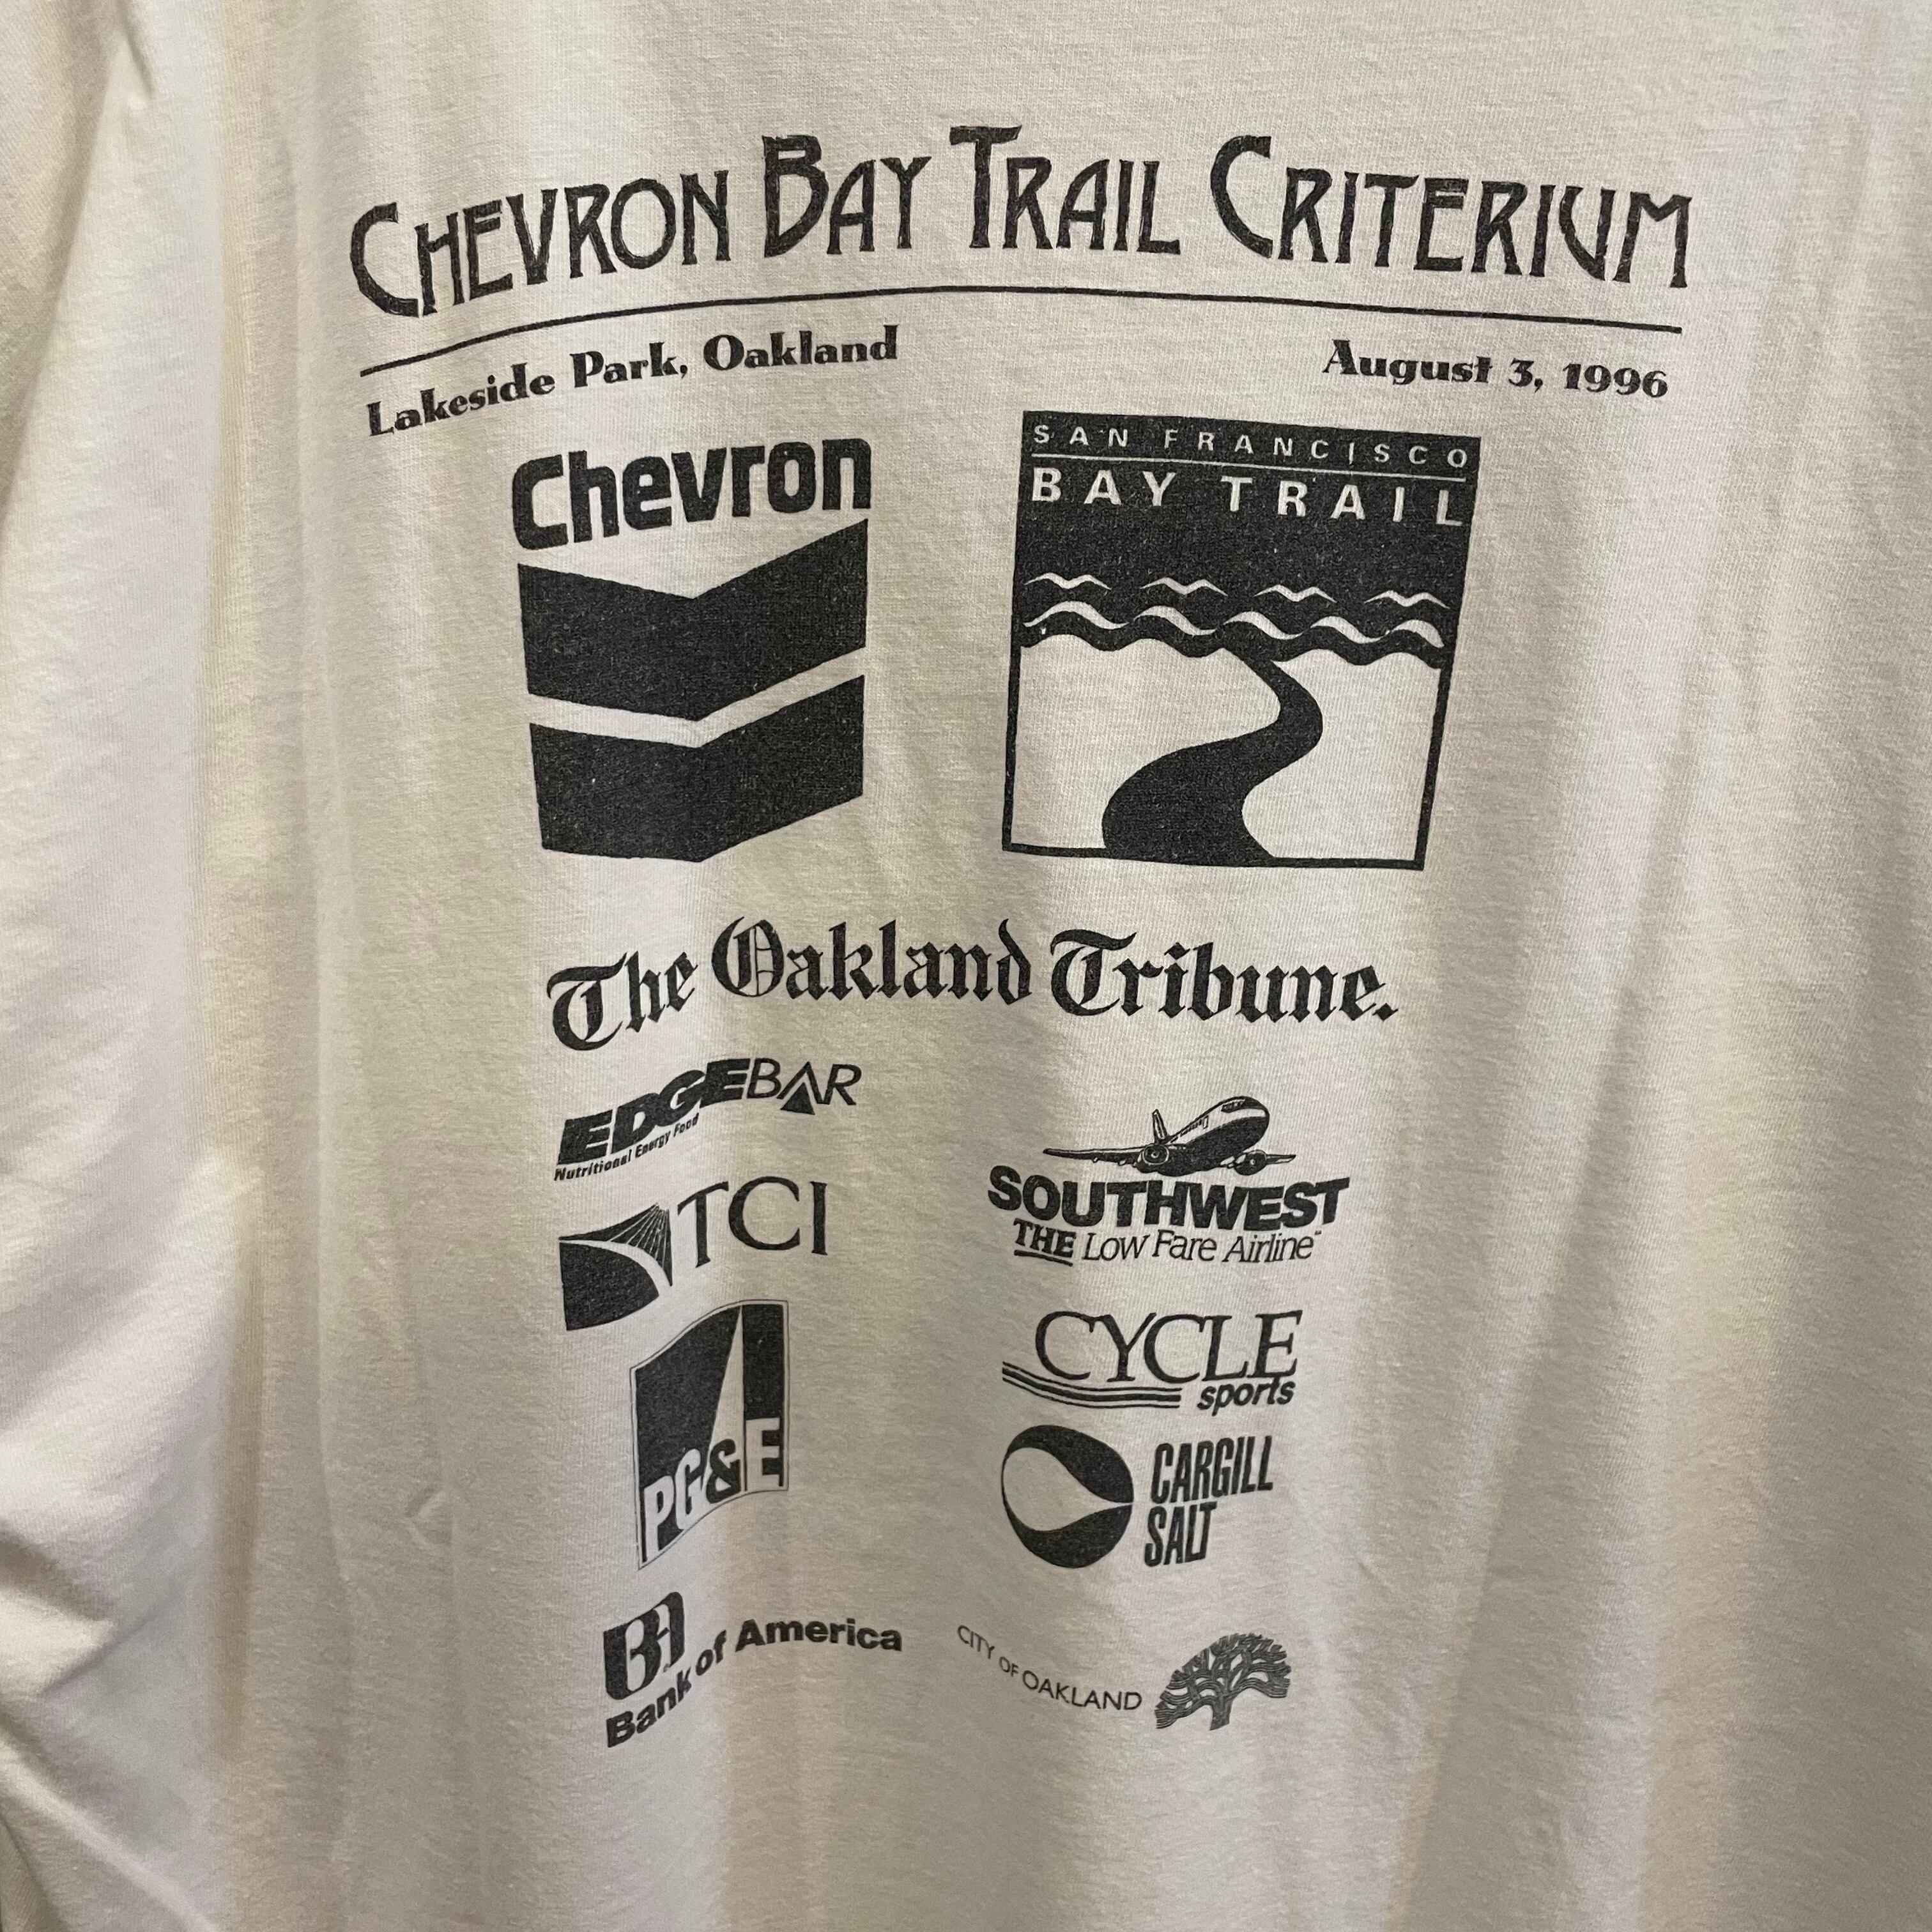 CHEVRON BAY TRAIL CRITERIUM
Lakeside Park, Oakland
August 3, 1996
Chevron
SAN FRANCISCO
BAY TRAIL
The Oakland Tribune.
EDGEBAR
Nutritional Energy Food
SOUTHWEST
THE Low Fare Airline™
TCI
CYCLE
sports
PG&E
CARGILL
SALT
BA
Bank of America
CITY OF OAKLAND